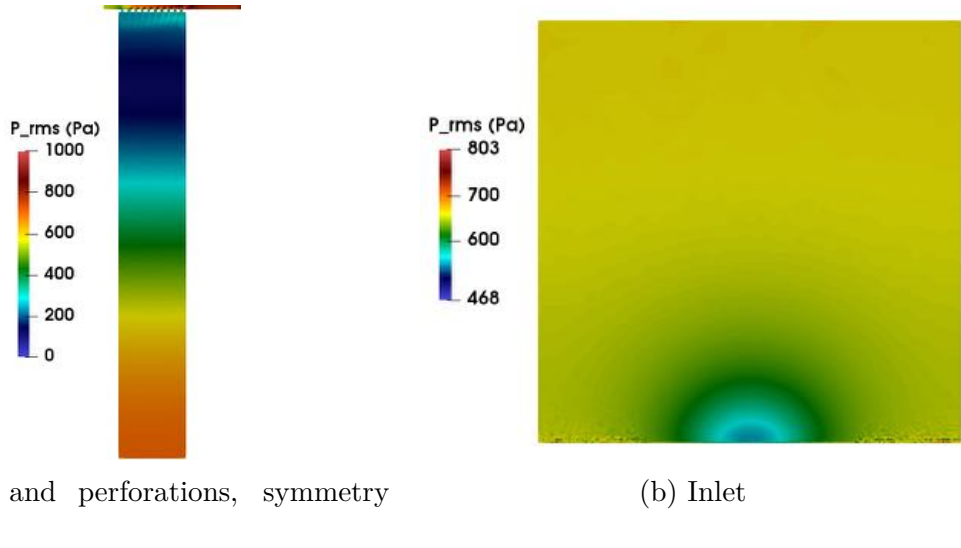 P_rms (Pa)
1000
800
600
400
200
0
P_rms (Pa)
803
700
600
468
and perforations, symmetry
(b) Inlet